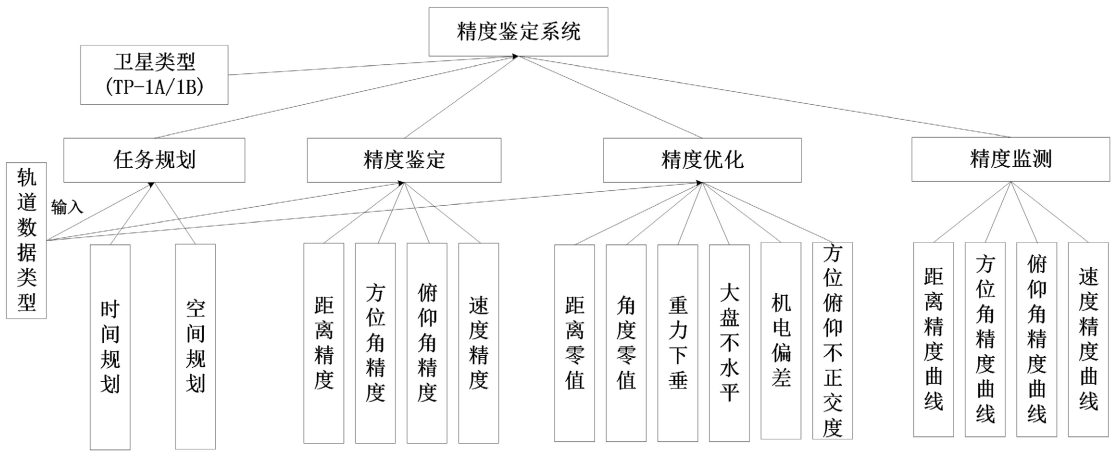 精度鉴定系统
卫星类型
(TP-1A/1B)
任务规划
精度鉴定
精度优化
精度监测
轨道数据类型
输入
时间规划
空间规划
距离精度
方位角精度
俯仰角精度
速度精度
距离零值
角度零值
重力下垂
大盘不水平
机电偏差
方位俯仰不正交度
距离精度曲线
方位角精度曲线
俯仰角精度曲线
速度精度曲线